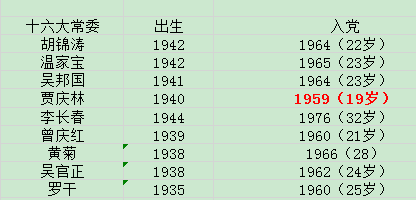 十六大常委 出生 入党
胡锦涛 1942 1964（22岁）
温家宝 1942 1965（23岁）
吴邦国 1941 1964（23岁）
贾庆林 1940 1959（19岁）
李长春 1944 1976（32岁）
曾庆红 1939 1960（21岁）
黄菊 1938 1966（28）
吴官正 1938 1962（24岁）
罗干 1935 1960（25岁）